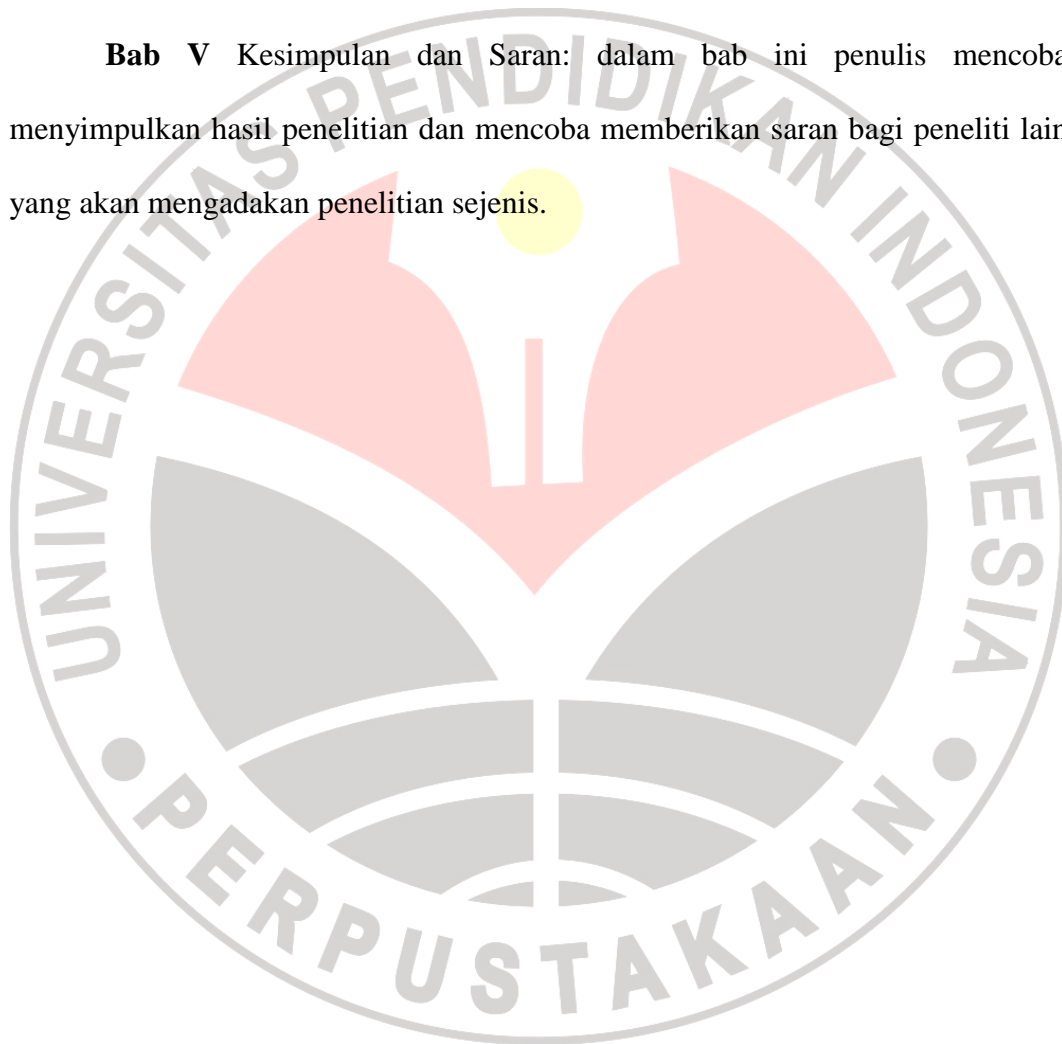 Bab V Kesimpulan dan Saran: dalam bab ini penulis mencoba
menyimpulkan hasil penelitian dan mencoba memberikan saran bagi peneliti lain
yang akan mengadakan penelitian sejenis.
UNIVERSITAS PENDIDIKAN INDONESIA
PERPUSTAKAAN